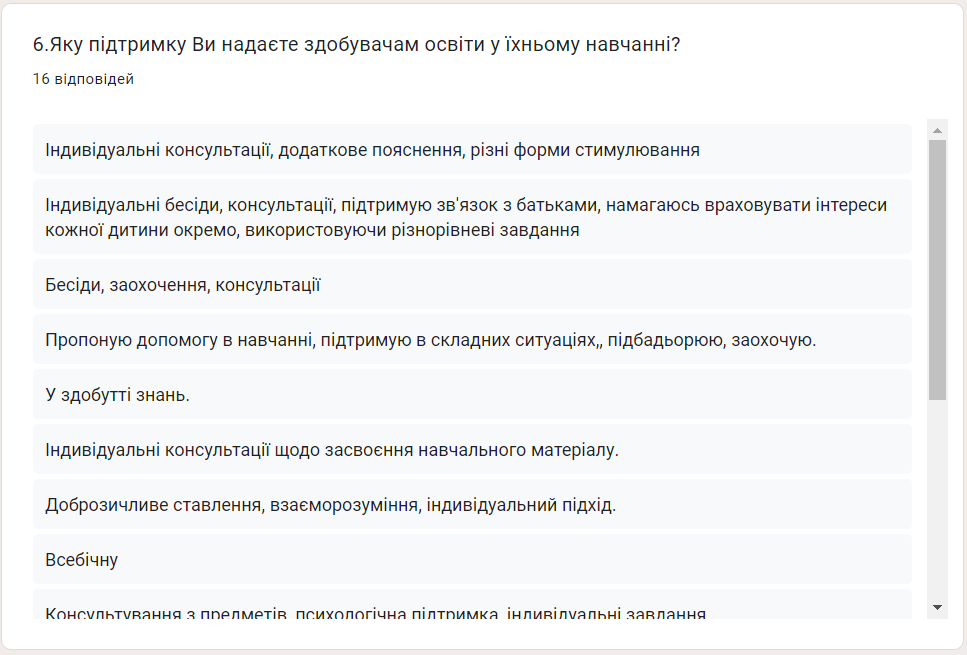 6.Яку підтримку Ви надаєте здобувачам освіти у їхньому навчанні?
16 відповідей
Індивідуальні консультації, додаткове пояснення, різні форми стимулювання
Індивідуальні бесіди, консультації, підтримую зв'язок з батьками, намагаюсь враховувати інтереси
кожної дитини окремо, використовуючи різнорівневі завдання
Бесіди, заохочення, консультації
Пропоную допомогу в навчанні, підтримую в складних ситуаціях,, підбадьорюю, заохочую.
У здобутті знань.
Індивідуальні консультації щодо засвоєння навчального матеріалу.
Доброзичливе ставлення, взаєморозуміння, індивідуальний підхід.
Всебічну
Консультування з предметів, психологічна підтримка, індивідуальні завдання